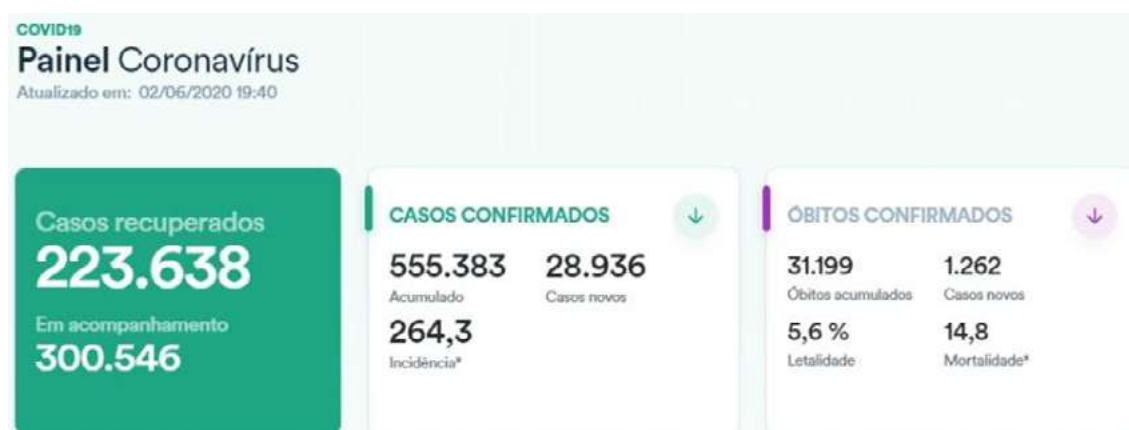 COVID19
Painel Coronavírus
Atualizado em: 02/06/2020 19:40
Casos recuperados
223.638
Em acompanhamento
300.546
CASOS CONFIRMADOS
555.383 28.936
Acumulado Casos novos
264,3
Incidência*
ÓBITOS CONFIRMADOS
31.199 1.262
Óbitos acumulados Casos novos
5,6 % 14,8
Letalidade Mortalidade*